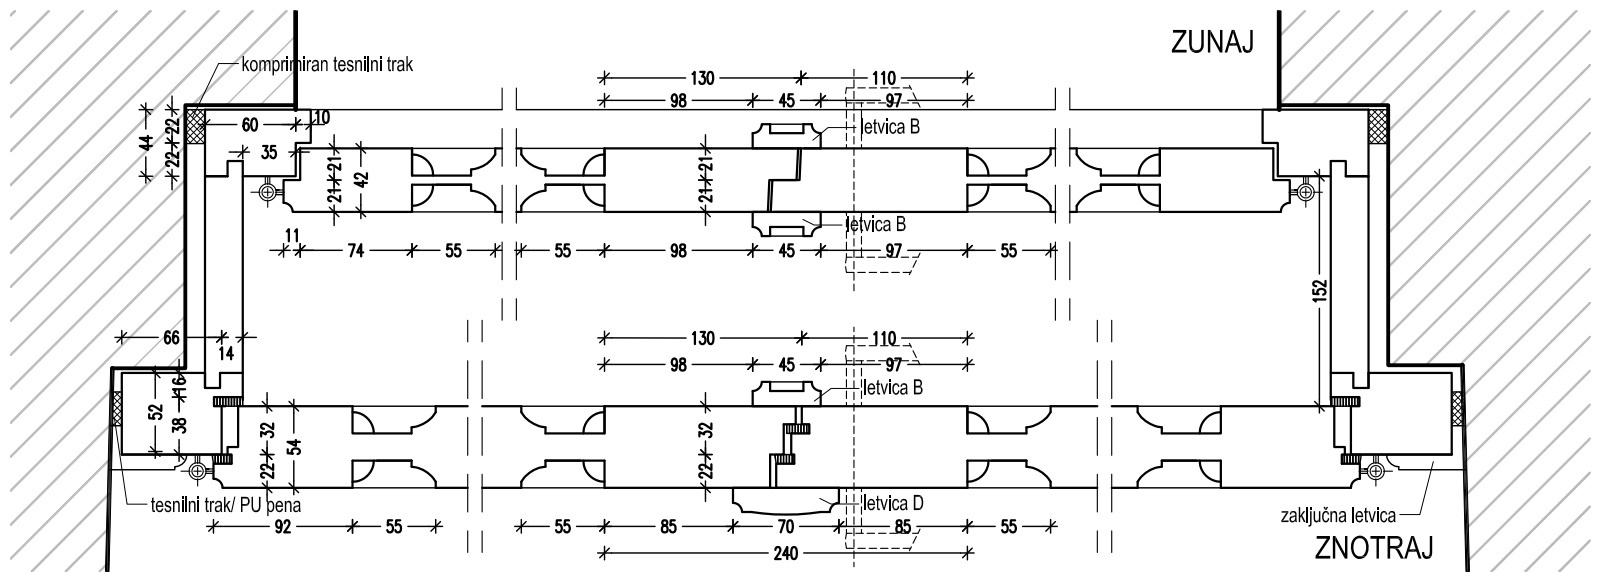 ZUNAJ
komprimiran tesnilni trak
130 110
98 45 97
letvica B
10
60
44 22 22
35
21 21 42
21 21
letvica B
11 74 55 55 98 45 97 55
152
66 14
130 110
98 45 97
letvica B
16
52 38
32 22 54
32 22
tesnilni trak/ PU pena
letvica D
zaključna letvica
92 55 55 85 70 85 55
240
ZNOTRAJ